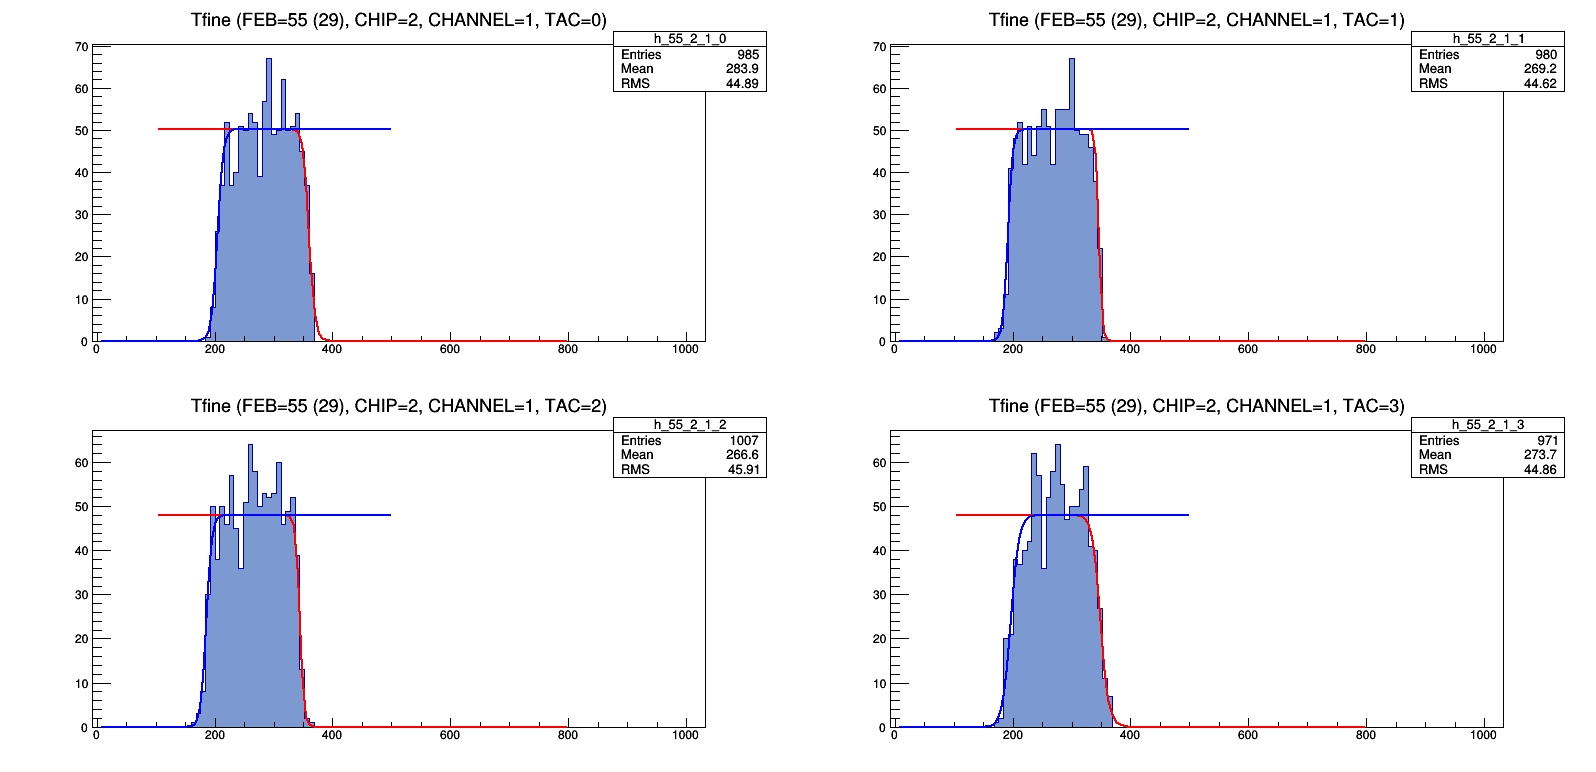 Tfine (FEB=55 (29), CHIP=2, CHANNEL=1, TAC=0)
h_55_2_1_0
Entries 985
Mean 283.9
RMS 44.89
70
60
50
40
30
20
10
0
0 200 400 600 800 1000
Tfine (FEB=55 (29), CHIP=2, CHANNEL=1, TAC=1)
h_55_2_1_1
Entries 980
Mean 269.2
RMS 44.62
70
60
50
40
30
20
10
0
0 200 400 600 800 1000
Tfine (FEB=55 (29), CHIP=2, CHANNEL=1, TAC=2)
h_55_2_1_2
Entries 1007
Mean 266.6
RMS 45.91
60
50
40
30
20
10
0
0 200 400 600 800 1000
Tfine (FEB=55 (29), CHIP=2, CHANNEL=1, TAC=3)
h_55_2_1_3
Entries 971
Mean 273.7
RMS 44.86
60
50
40
30
20
10
0
0 200 400 600 800 1000